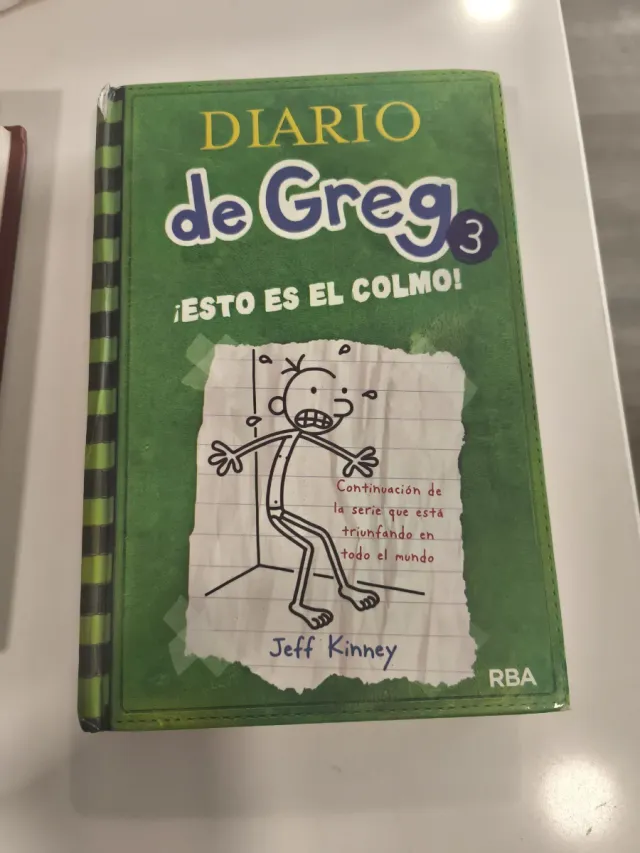 DIARIO
de Greg
3
¡ESTO ES EL COLMO!
Continuación de
la serie que está
triunfando en
todo el mundo
Jeff Kinney
RBA